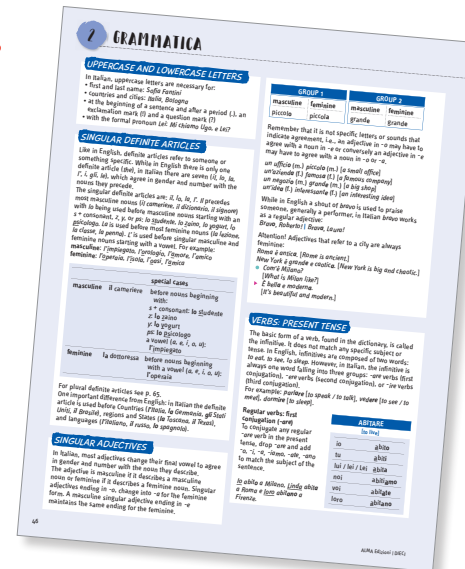 2 GRAMMATICA
UPPERCASE AND LOWERCASE LETTERS
In Italian, uppercase letters are necessary for:
• first and last name: Sofia Fanzini
• countries and cities: Italia, Bologna
• at the beginning of a sentence and after a period (.), an
exclamation mark (!) and a question mark (?)
• with the formal pronoun Lei: Mi chiamo Ugo, e Lei?
SINGULAR DEFINITE ARTICLES
Like in English, definite articles refer to someone or
something specific. While in English there is only one
definite article (the), in Italian there are seven (il, lo, la,
l', i, gli, le), which agree in gender and number with the
nouns they precede.
The singular definite articles are: il, lo, la, l'. Il precedes
most masculine nouns (il cameriere, il dizionario, il signore)
with lo being used before masculine nouns starting with an
s + consonant, z, y, o ps: lo studente, lo zaino, lo yogurt, lo
psicologo. La is used before most feminine nouns (la lezione,
la classe, la penna). L' is used before singular masculine and
feminine nouns starting with a vowel. For example:
masculine: l'impiegato, l'orologio, l'amore, l'amico
feminine: l'operaia, l'isola, l'oasi, l'amica
special cases
masculine il cameriere before nouns beginning
with:
s + consonant: lo studente
z: lo zaino
y: lo yogurt
ps: lo psicologo
a vowel (a, e, i, o, u):
l'impiegato
feminine la dottoressa before nouns beginning
with a vowel (a, e, i, o, u):
l'operaia
For plural definite articles see p. 65.
One important difference from English: in Italian the definite
article is used before Countries (l'Italia, la Germania, gli Stati
Uniti, il Brasile), regions and States (la Toscana, il Texas),
and languages (l'italiano, il russo, lo spagnolo).
SINGULAR ADJECTIVES
In Italian, most adjectives change their final vowel to agree
in gender and number with the noun they describe.
The adjective is masculine if it describes a masculine
noun or feminine if it describes a feminine noun. Singular
adjectives ending in -o, change into -a for the feminine
form. A masculine singular adjective ending in -e
maintains the same ending for the feminine.
46
GROUP 1 GROUP 2
masculine feminine masculine feminine
piccolo piccola grande grande
Remember that it is not specific letters or sounds that
indicate agreement, i.e., an adjective in -o may have to
agree with a noun in -e or conversely an adjective in -e
may have to agree with a noun in -o or -a.
un ufficio (m.) piccolo (m.) [a small office]
un'azienda (f.) famosa (f.) [a famous company]
un negozio (m.) grande (m.) [a big shop]
un'idea (f.) interessante (f.) [an interesting idea]
While in English a shout of bravo is used to praise
someone, generally a performer, in Italian bravo works
as a regular adjective:
Bravo, Roberto! | Brava, Laura!
Attention! Adjectives that refer to a city are always
feminine:
Roma è antica. [Rome is ancient.]
New York è grande e caotica. [New York is big and chaotic.]
• Com'è Milano?
[What is Milan like?]
▸ È bella e moderna.
[It's beautiful and modern.]
VERBS: PRESENT TENSE
The basic form of a verb, found in the dictionary, is called
the infinitive. It does not match any specific subject or
tense. In English, infinitives are composed of two words:
to eat, to see, to sleep. However, in Italian, the infinitive is
always one word falling into three groups: -are verbs (first
conjugation), -ere verbs (second conjugation), or -ire verbs
(third conjugation).
For example: parlare [to speak / to talk], vedere [to see / to
meet], dormire [to sleep].
Regular verbs: first
conjugation (-are)
To conjugate any regular
-are verb in the present
tense, drop -are and add
-o, -i, -a, -iamo, -ate, -ano
to match the subject of the
sentence.
Io abito a Milano, Linda abita
a Roma e loro abitano a
Firenze.
ABITARE
[to live]
io abito
tu abiti
lui / lei / Lei abita
noi abitiamo
voi abitate
loro abitano
ALMA Edizioni | DIECI